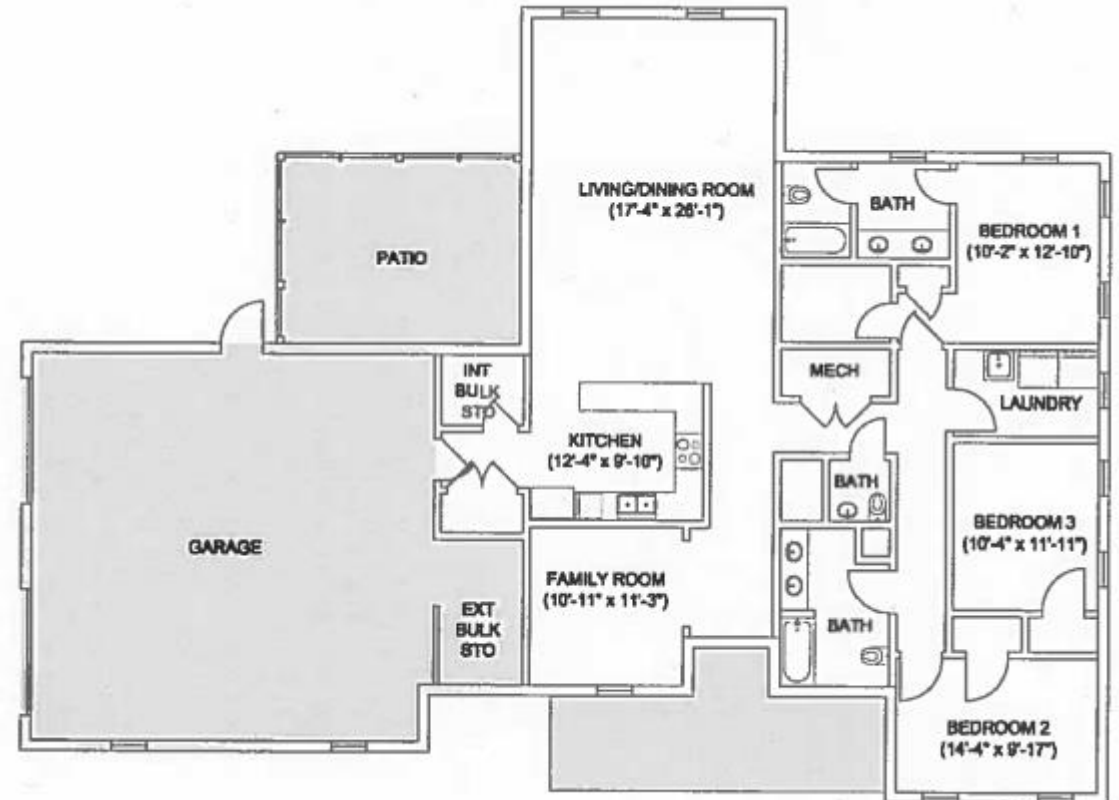 LIVING/DINING ROOM
(17'-4" x 26'-1")
BATH
BEDROOM 1
(10'-2" x 12'-10")
PATIO
INT
BULK
STO
MECH
LAUNDRY
KITCHEN
(12'-4" x 9'-10")
BATH
BEDROOM 3
(10'-4" x 11'-11")
GARAGE
FAMILY ROOM
(10'-11" x 11'-3")
EXT
BULK
STO
BATH
BEDROOM 2
(14'-4" x 9'-17")